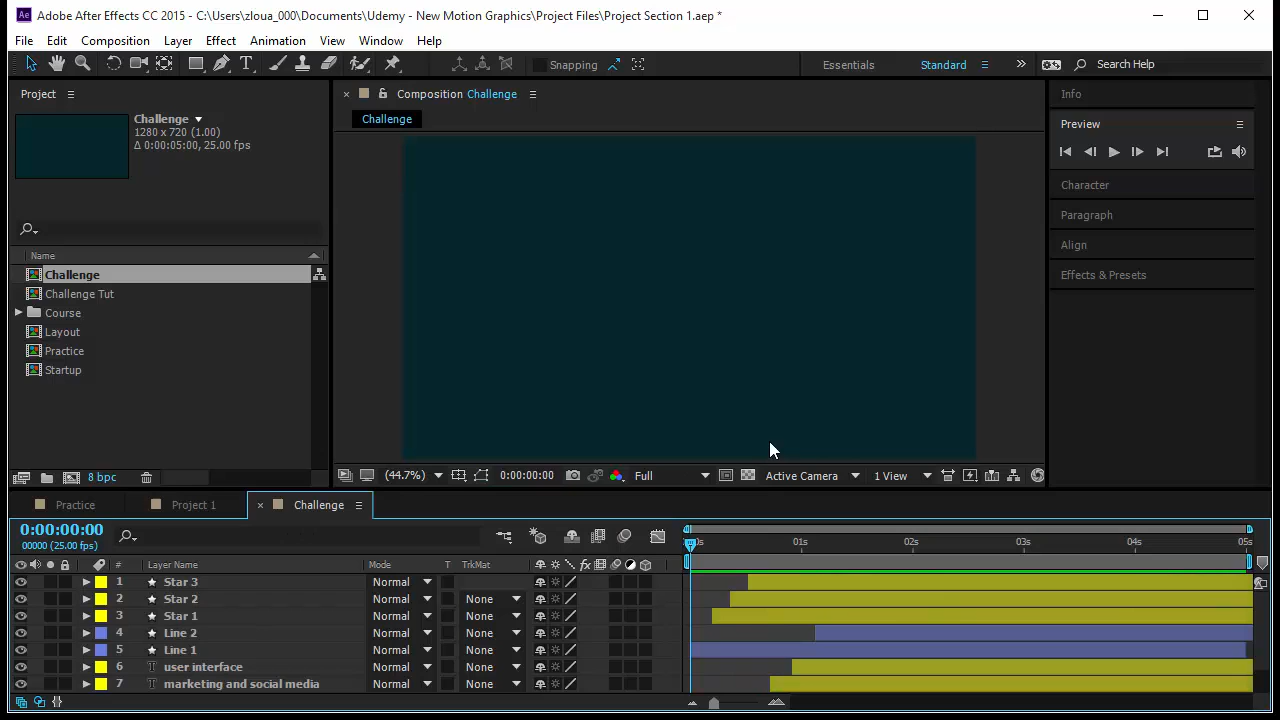 Adobe After Effects CC 2015 - C:\Users\zloua_000\Documents\Udemy - New Motion Graphics\Project Files\Project Section 1.aep *
File Edit Composition Layer Effect Animation View Window Help
Snapping Essentials Standard Search Help
Project
Composition Challenge
Info
Challenge
1280 x 720 (1.00)
Δ 0:00:05:00, 25.00 fps
Challenge
Preview
Character
Paragraph
Align
Effects & Presets
Name
Challenge
Challenge Tut
Course
Layout
Practice
Startup
8 bpc
(44.7%) 0:00:00:00 Full Active Camera 1 View
Practice Project 1 Challenge
0:00:00:00
00000 (25.00 fps)
01s 02s 03s 04s 05s
# Layer Name Mode T TrkMat fx
1 Star 3 Normal
2 Star 2 Normal None
3 Star 1 Normal None
4 Line 2 Normal None
5 Line 1 Normal None
6 T user interface Normal None
7 T marketing and social media Normal None